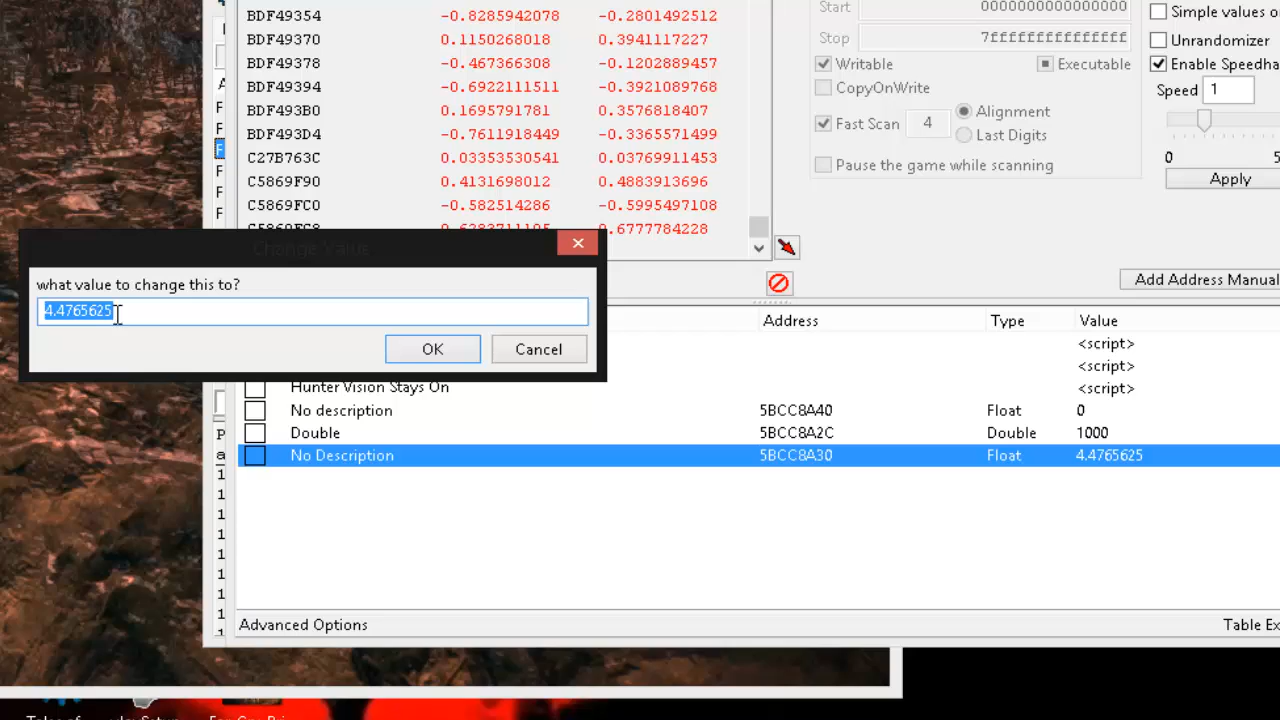 BDF49354 -0.8285942078 -0.2801492512
BDF49370 0.1150268018 0.3941117227
BDF49378 -0.467366308 -0.1202889457
BDF49394 -0.6922111511 -0.3921089768
BDF493B0 0.1695791781 0.3576818407
BDF493D4 -0.7611918449 -0.3365571499
C27B763C 0.03353530541 0.03769911453
C5869F90 0.4131698012 0.4883913696
C5869FC0 -0.582514286 -0.5995497108
0.6777784228
Start 0000000000000000
Stop 7fffffffffffffff
Writable Executable
CopyOnWrite
Fast Scan 4 Alignment
Last Digits
Pause the game while scanning
Simple values o
Unrandomizer
Enable Speedha
Speed 1
0 5
Apply
Change Value
what value to change this to?
4.4765625
OK Cancel
Add Address Manual
Address Type Value
<script>
<script>
Hunter Vision Stays On <script>
No description 5BCC8A40 Float 0
Double 5BCC8A2C Double 1000
No Description 5BCC8A30 Float 4.4765625
Advanced Options Table Ex